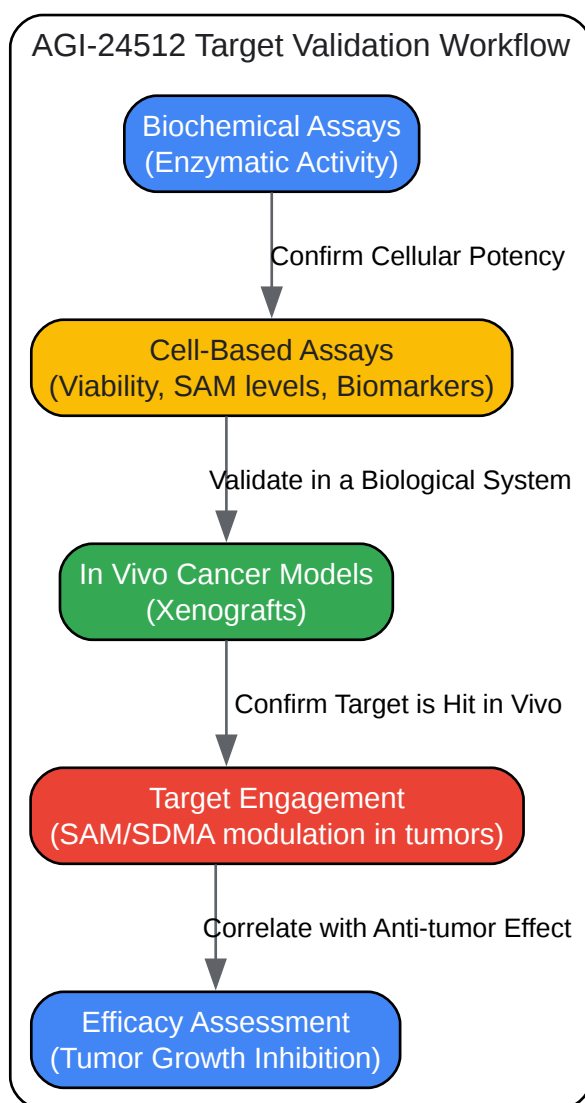 AGI-24512 Target Validation Workflow
Biochemical Assays
(Enzymatic Activity)
Confirm Cellular Potency
Cell-Based Assays
(Viability, SAM levels, Biomarkers)
Validate in a Biological System
In Vivo Cancer Models
(Xenografts)
Confirm Target is Hit in Vivo
Target Engagement
(SAM/SDMA modulation in tumors)
Correlate with Anti-tumor Effect
Efficacy Assessment
(Tumor Growth Inhibition)